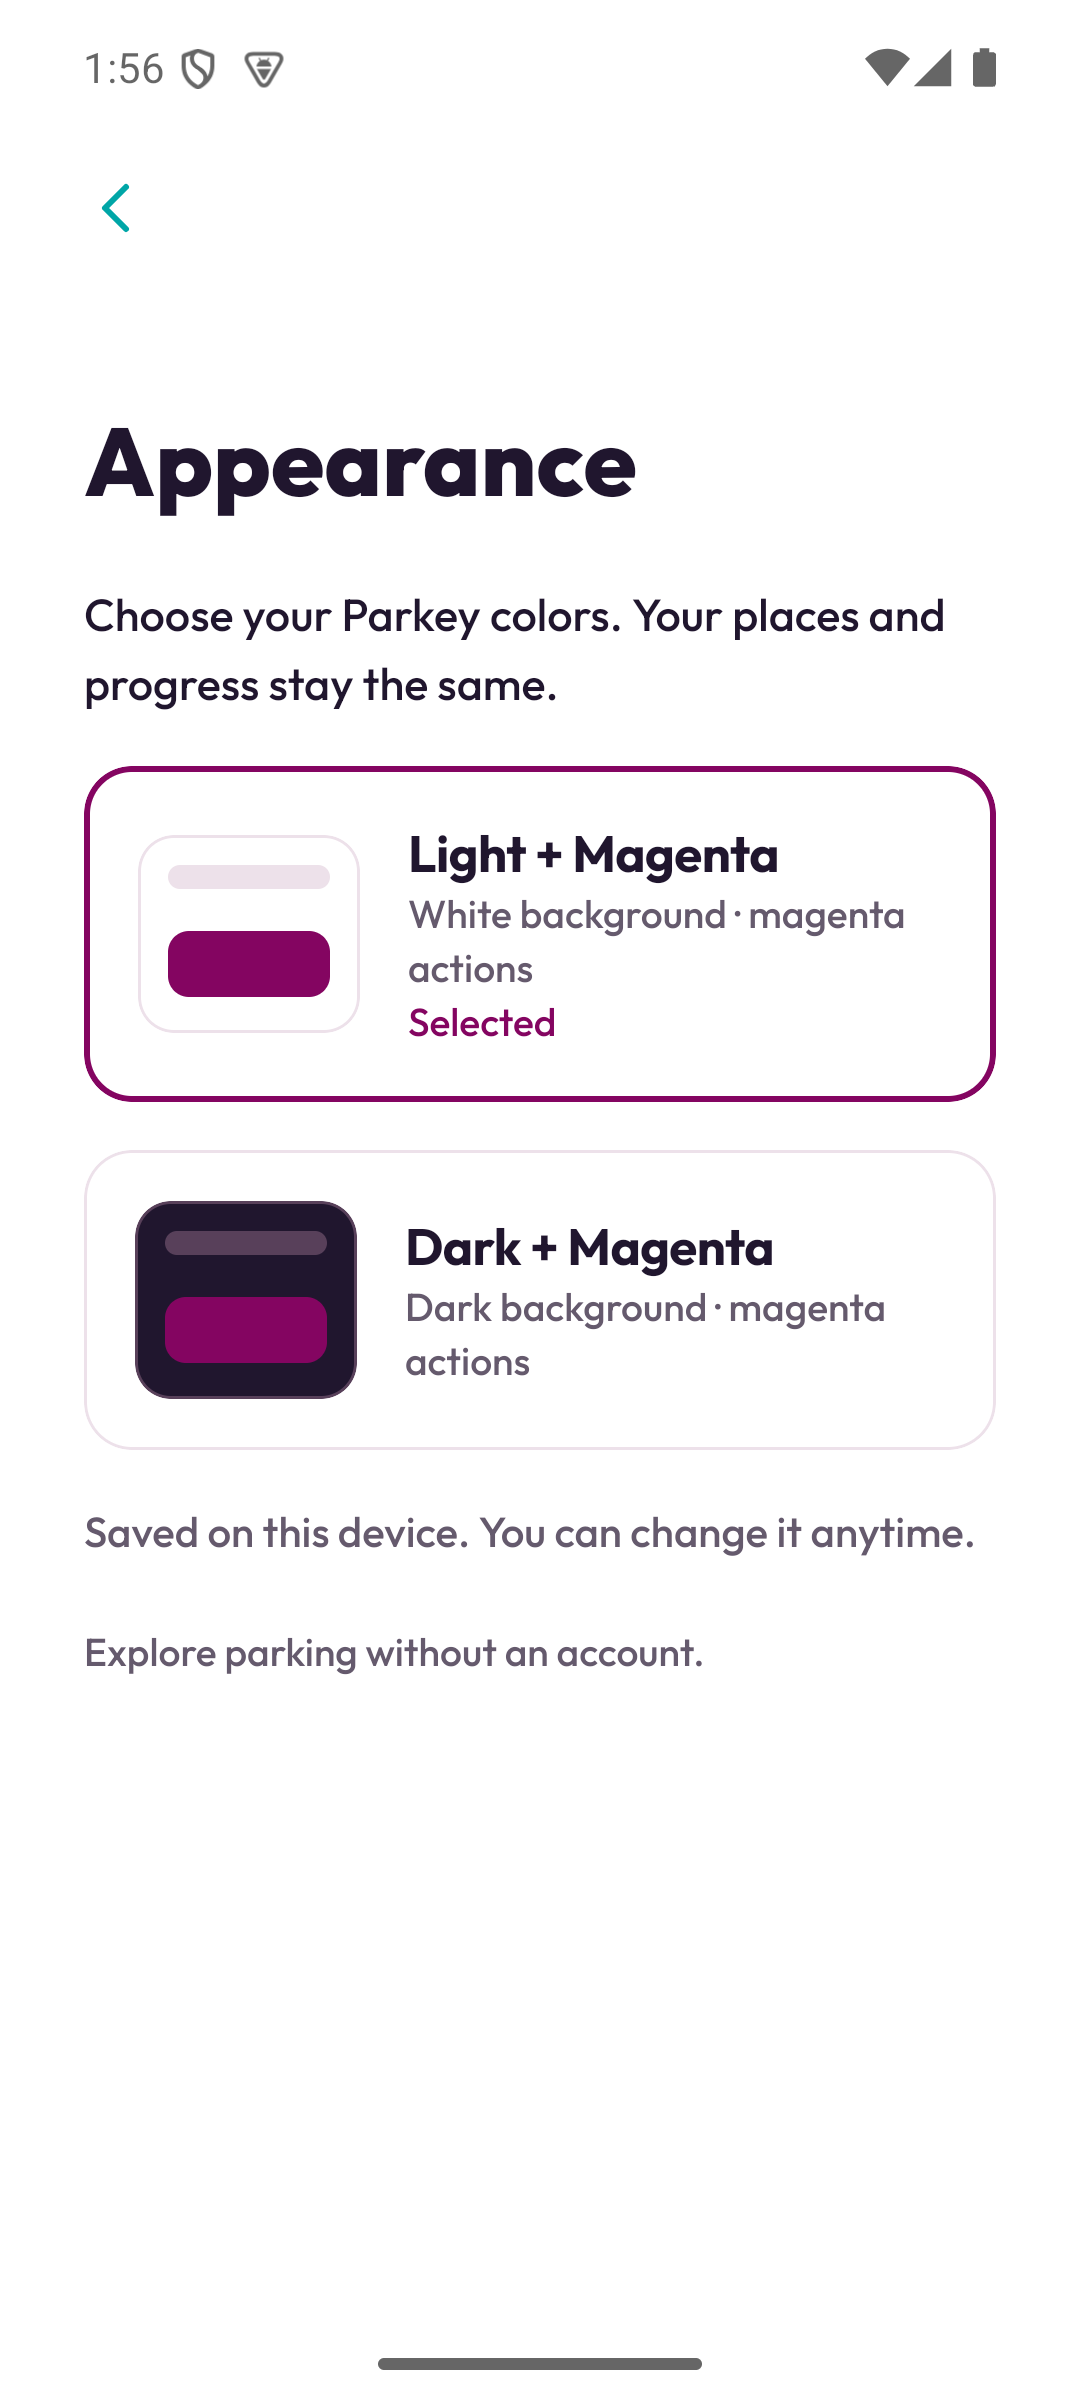 1:56
Appearance
Choose your Parkey colors. Your places and
progress stay the same.
Light + Magenta
White background · magenta
actions
Selected
Dark + Magenta
Dark background · magenta
actions
Saved on this device. You can change it anytime.
Explore parking without an account.